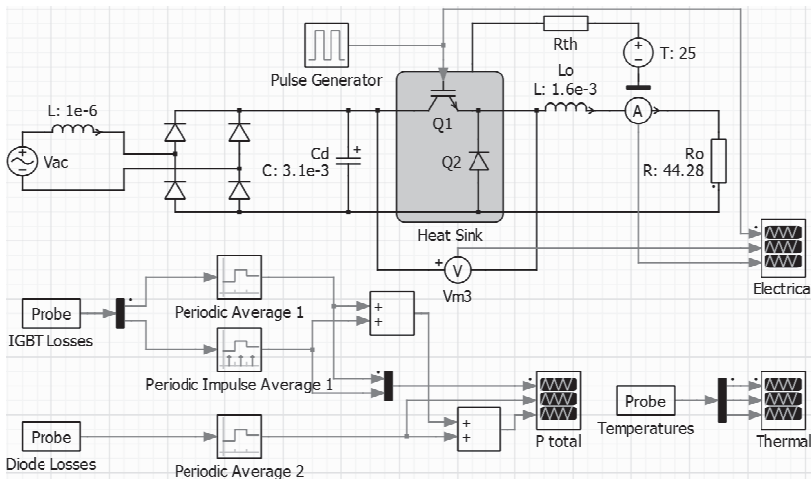 Pulse Generator
Rth
T: 25
Lo
L: 1.6e-3
A
L: 1e-6
Vac
Cd
C: 3.1e-3
Q1
Q2
Ro
R: 44.28
Heat Sink
V
Vm3
Electrica
Probe
IGBT Losses
Periodic Average 1
Periodic Impulse Average 1
Probe
Diode Losses
Periodic Average 2
P total
Probe
Temperatures
Thermal